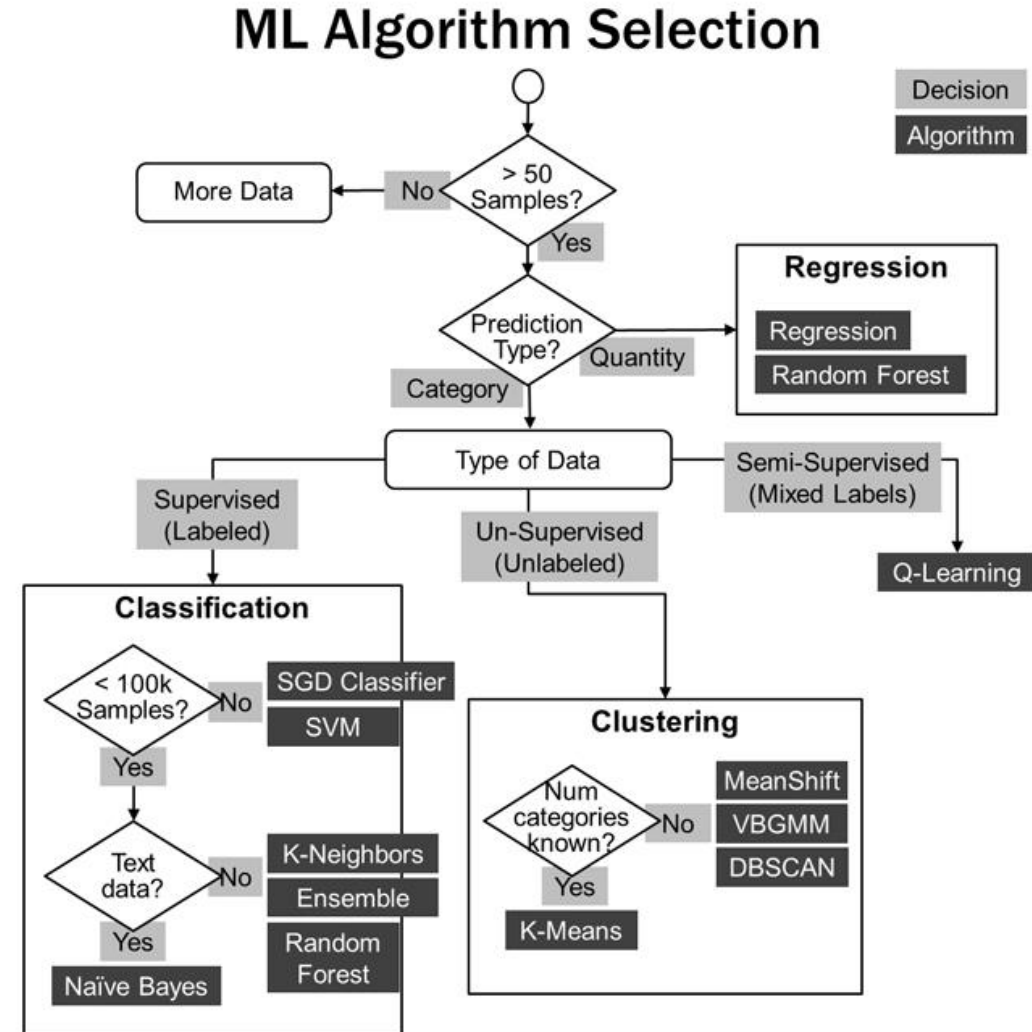 ML Algorithm Selection
Decision
Algorithm
> 50
Samples?
No
More Data
Yes
Prediction
Type?
Quantity
Category
Regression
Regression
Random Forest
Type of Data
Supervised
(Labeled)
Un-Supervised
(Unlabeled)
Semi-Supervised
(Mixed Labels)
Q-Learning
Classification
< 100k
Samples?
No
SGD Classifier
SVM
Yes
Text
data?
No
K-Neighbors
Ensemble
Random
Forest
Yes
Naïve Bayes
Clustering
Num
categories
known?
No
MeanShift
VBGMM
DBSCAN
Yes
K-Means